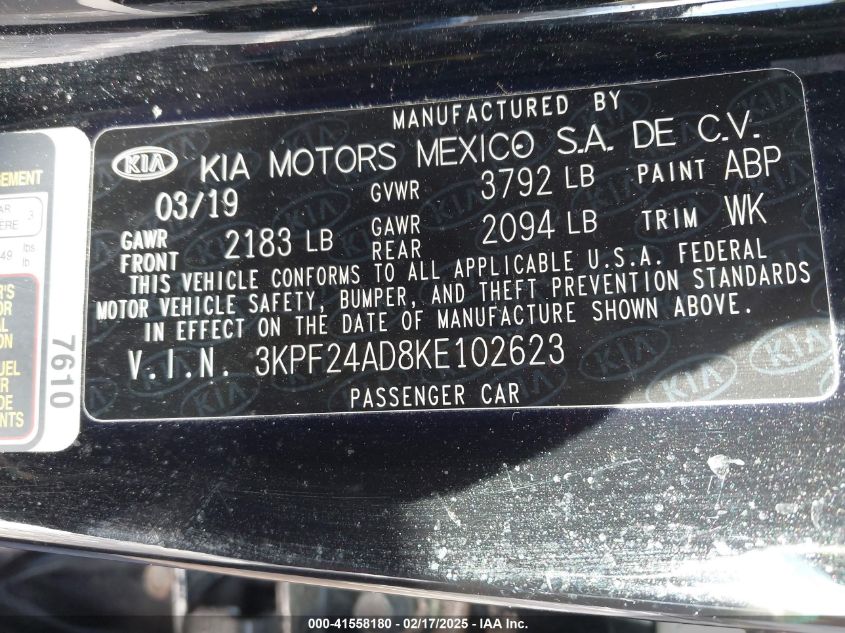 MANUFACTURED BY
KIA KIA MOTORS MEXICO S.A. DE C.V.
03/19 GVWR 3792 LB PAINT ABP
GAWR FRONT 2183 LB GAWR REAR 2094 LB TRIM WK
THIS VEHICLE CONFORMS TO ALL APPLICABLE U.S.A. FEDERAL
MOTOR VEHICLE SAFETY, BUMPER, AND THEFT PREVENTION STANDARDS
IN EFFECT ON THE DATE OF MANUFACTURE SHOWN ABOVE.
V.I.N. 3KPF24AD8KE102623
PASSENGER CAR
7610
000-41558180 - 02/17/2025 - IAA Inc.